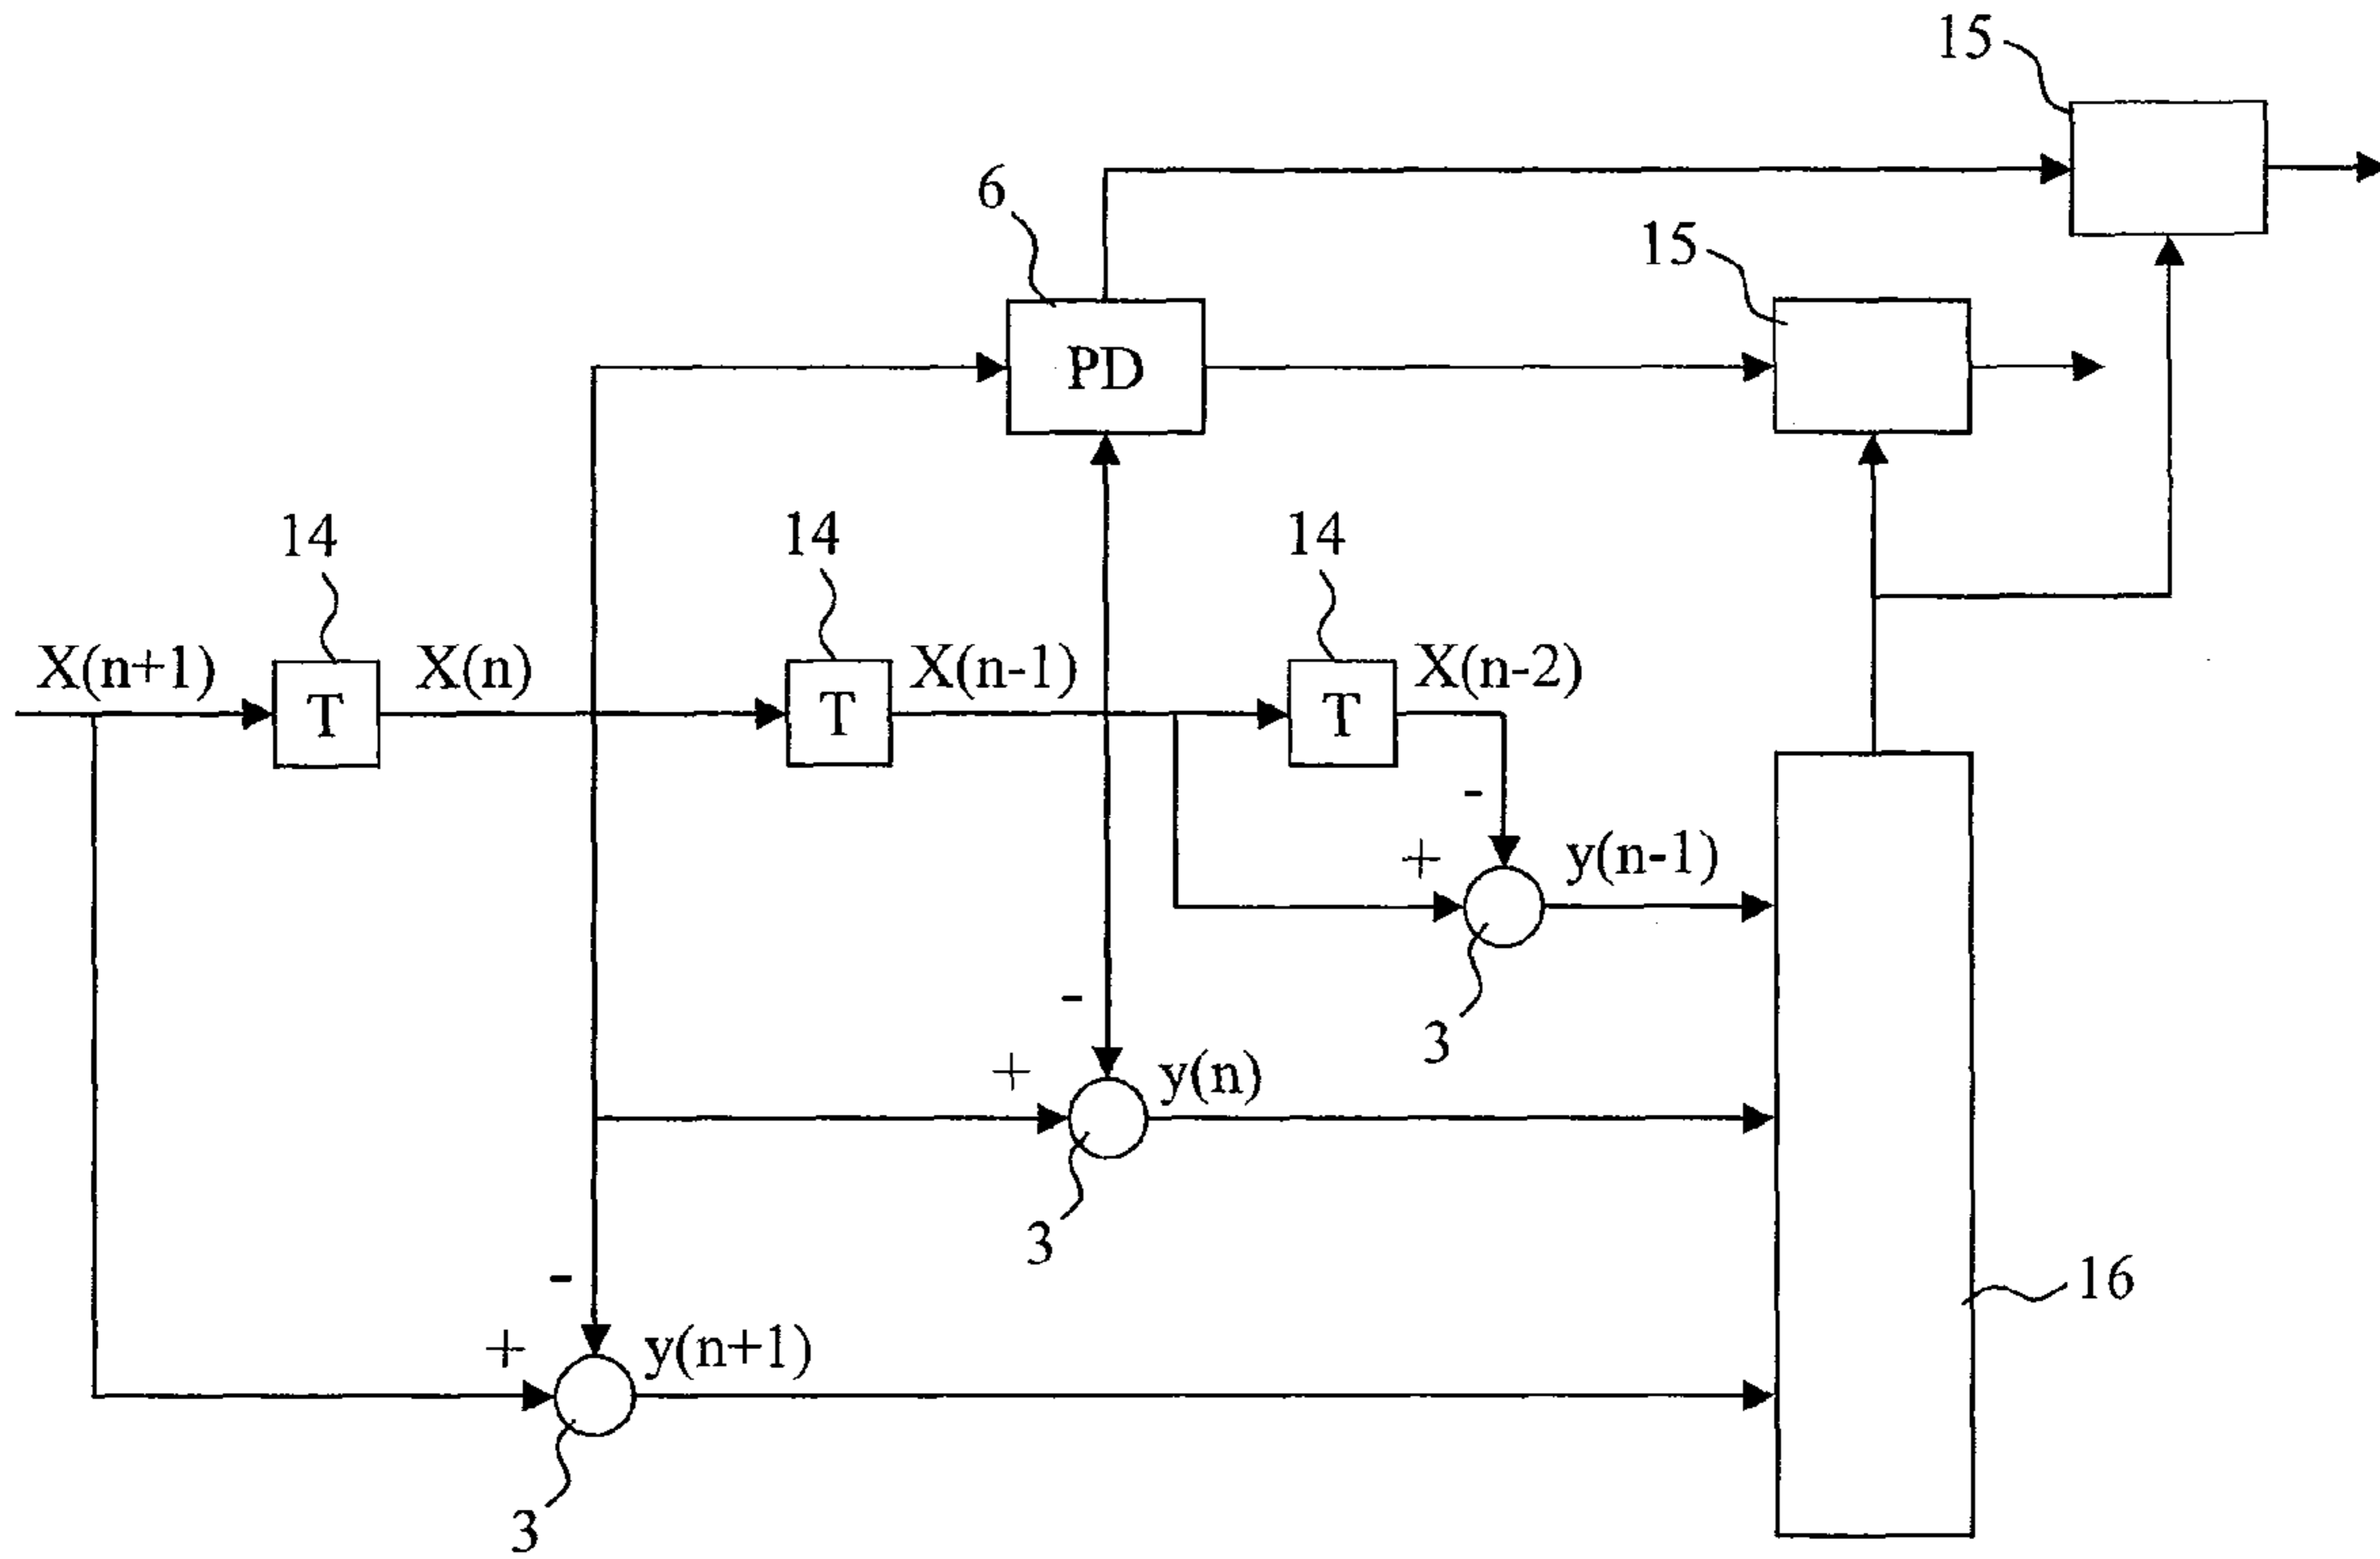 15
6
15
PD
14
14
14
X(n+1)
X(n)
X(n-1)
X(n-2)
T
T
T
-
+
y(n-1)
-
3
+
y(n)
3
-
16
+
y(n+1)
3